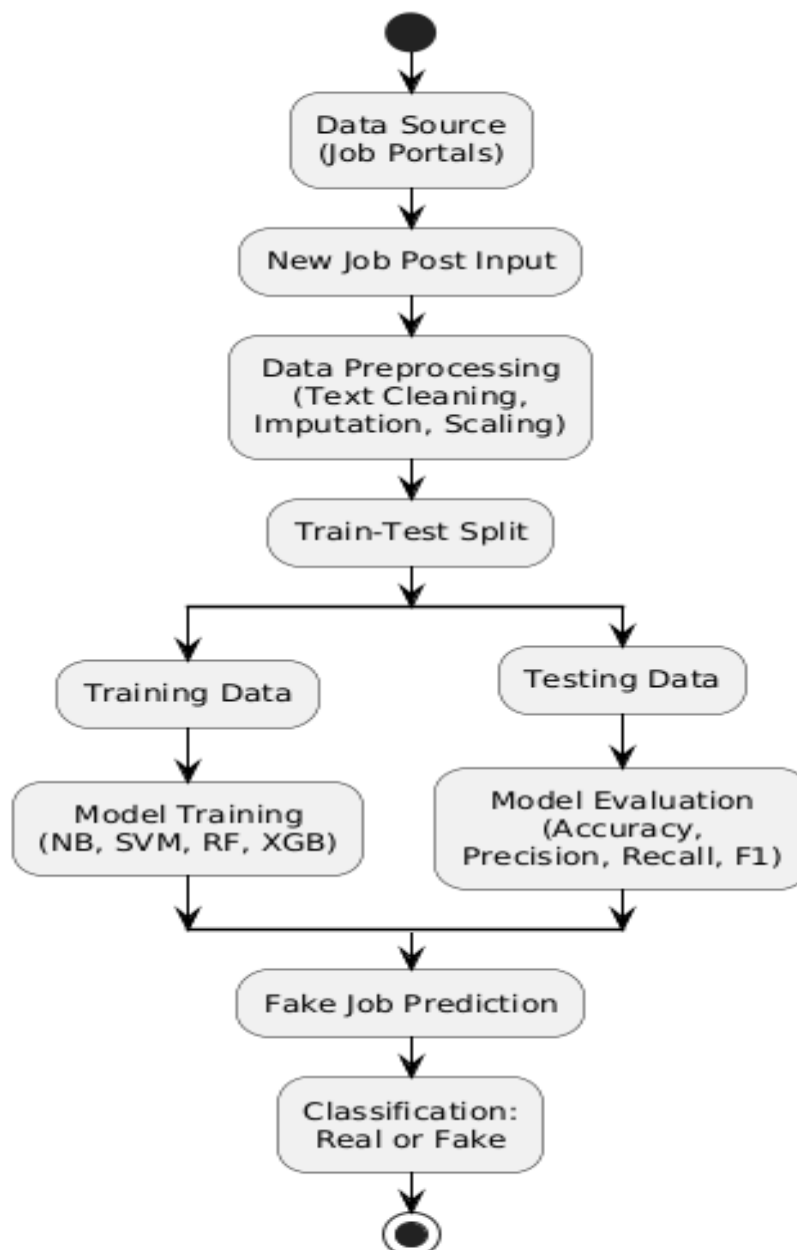 Data Source
(Job Portals)
New Job Post Input
Data Preprocessing
(Text Cleaning,
Imputation, Scaling)
Train-Test Split
Training Data
Testing Data
Model Training
(NB, SVM, RF, XGB)
Model Evaluation
(Accuracy,
Precision, Recall, F1)
Fake Job Prediction
Classification:
Real or Fake